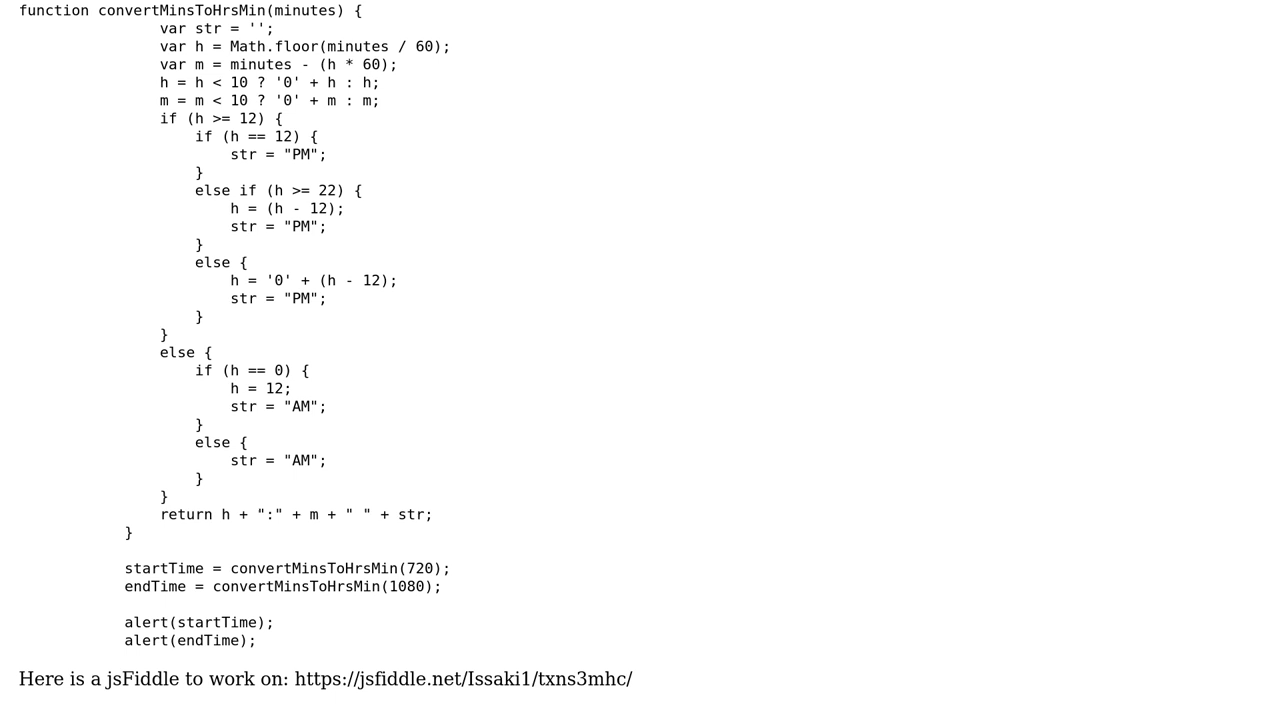 function convertMinsToHrsMin(minutes) {
                var str = '';
                var h = Math.floor(minutes / 60);
                var m = minutes - (h * 60);
                h = h < 10 ? '0' + h : h;
                m = m < 10 ? '0' + m : m;
                if (h >= 12) {
                    if (h == 12) {
                        str = "PM";
                    }
                    else if (h >= 22) {
                        h = (h - 12);
                        str = "PM";
                    }
                    else {
                        h = '0' + (h - 12);
                        str = "PM";
                    }
                }
                else {
                    if (h == 0) {
                        h = 12;
                        str = "AM";
                    }
                    else {
                        str = "AM";
                    }
                }
                return h + ":" + m + " " + str;
            }

            startTime = convertMinsToHrsMin(720);
            endTime = convertMinsToHrsMin(1080);

            alert(startTime);
            alert(endTime);

Here is a jsFiddle to work on: https://jsfiddle.net/Issaki1/txns3mhc/